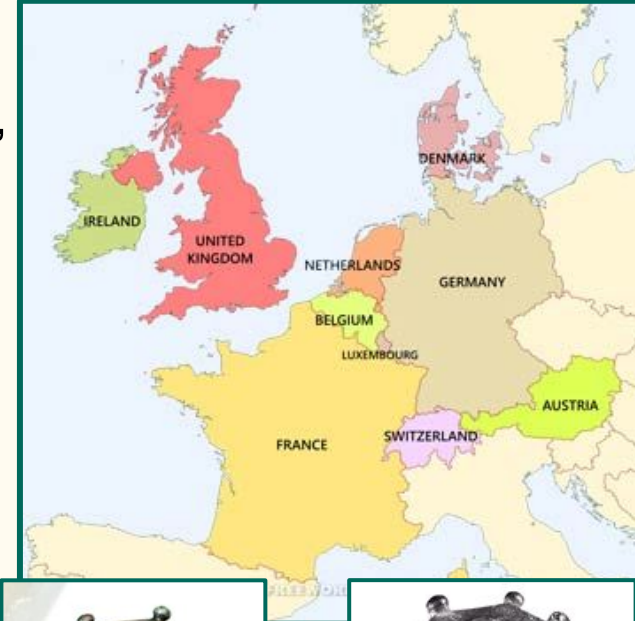 ,
DENMARK
IRELAND
UNITED
KINGDOM
NETHERLANDS
GERMANY
BELGIUM
LUXEMBOURG
AUSTRIA
SWITZERLAND
FRANCE